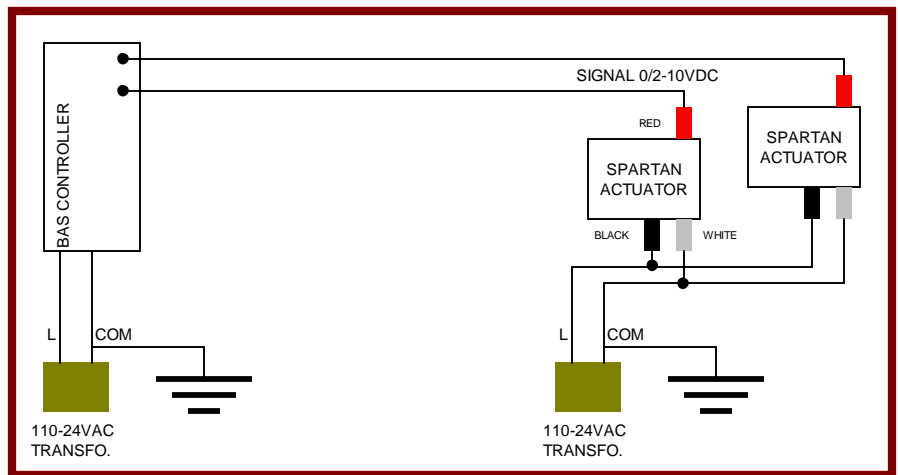 SIGNAL 0/2-10VDC
BAS CONTROLLER
RED
SPARTAN
ACTUATOR
SPARTAN
ACTUATOR
BLACK
WHITE
L
COM
L
COM
110-24VAC
TRANSFO.
110-24VAC
TRANSFO.